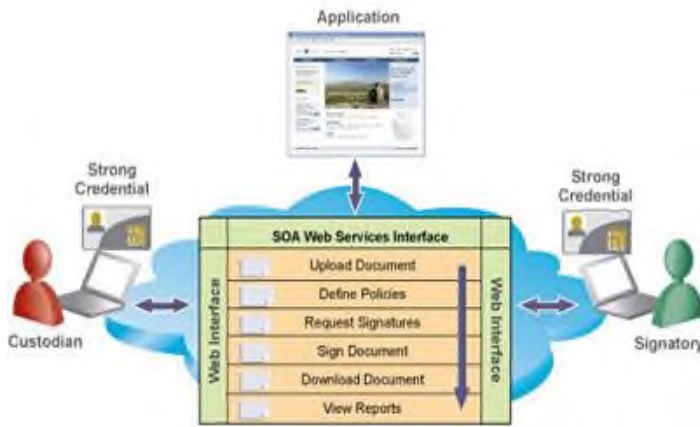 Application
Strong
Credential
Strong
Credential
SOA Web Services Interface
Web Interface
Upload Document
Define Policies
Request Signatures
Sign Document
Download Document
View Reports
Web Interface
Custodian
Signatory